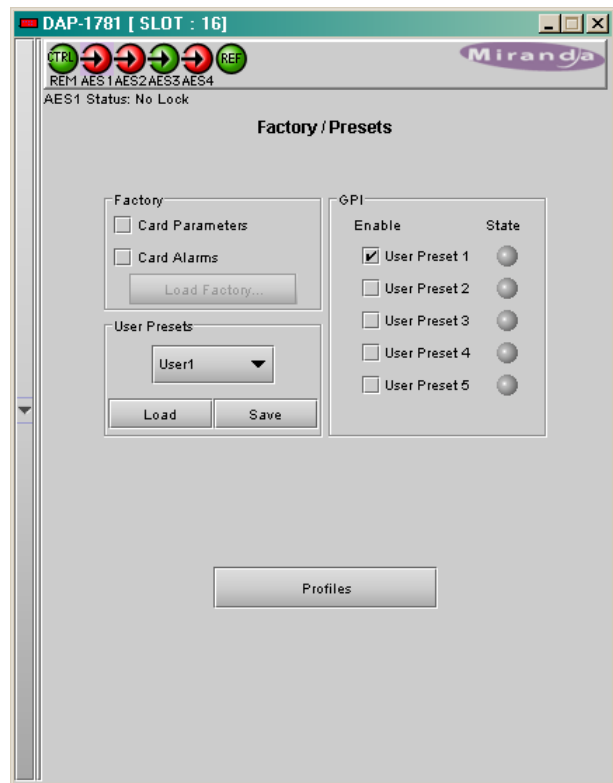 DAP-1781 [ SLOT : 16]
CTRL REF
REM AES1 AES2 AES3 AES4
Miranda
AES1 Status: No Lock
Factory / Presets
Factory
Card Parameters
Card Alarms
Load Factory...
User Presets
User1
Load Save
GPI
Enable State
User Preset 1
User Preset 2
User Preset 3
User Preset 4
User Preset 5
Profiles